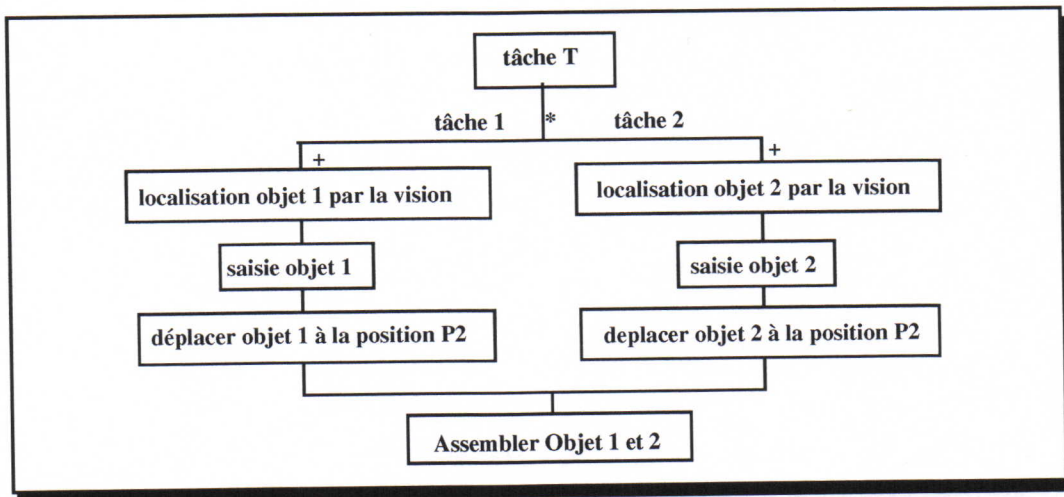 tâche T
tâche 1 * tâche 2
+ +
localisation objet 1 par la vision
localisation objet 2 par la vision
saisie objet 1
saisie objet 2
déplacer objet 1 à la position P2
deplacer objet 2 à la position P2
Assembler Objet 1 et 2